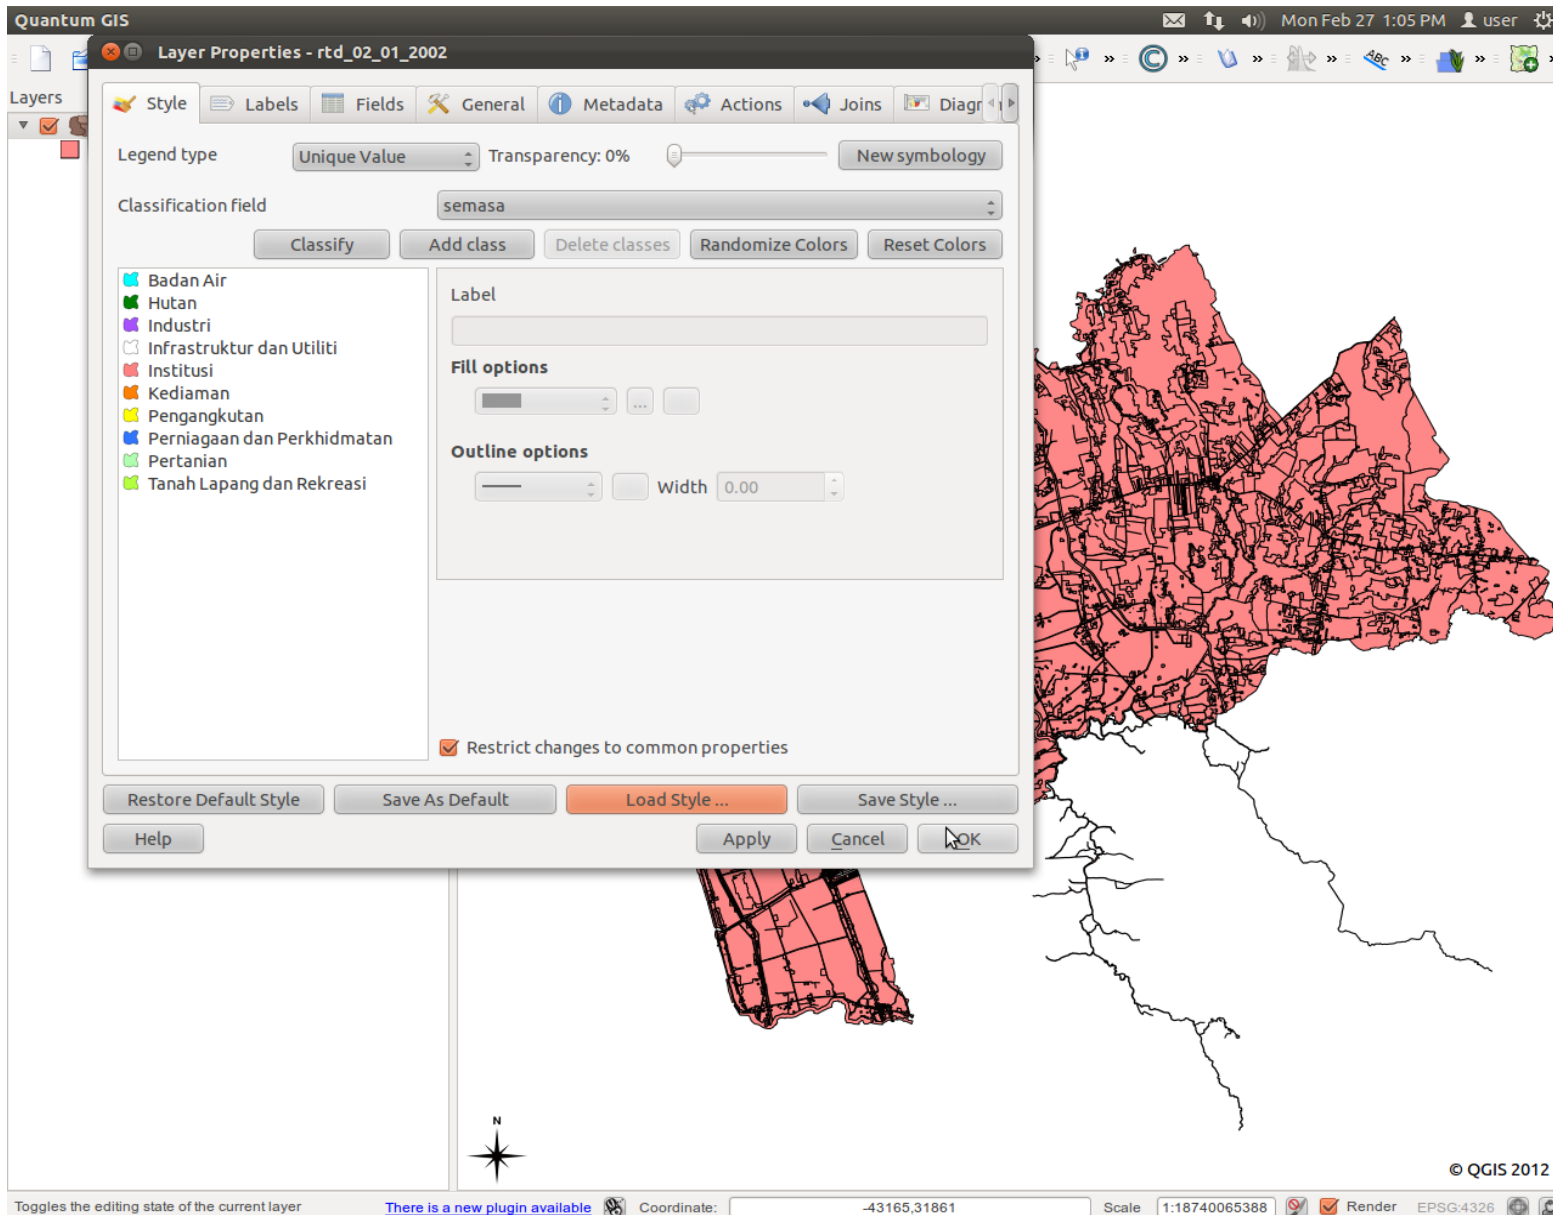 Quantum GIS
Mon Feb 27 1:05 PM user
Layer Properties - rtd_02_01_2002
Layers
Style Labels Fields General Metadata Actions Joins
Legend type Unique Value Transparency: 0% New symbology
Classification field semasa
Classify Add class Delete classes Randomize Colors Reset Colors
Badan Air
Hutan
Industri
Infrastruktur dan Utiliti
Institusi
Kediaman
Pengangkutan
Perniagaan dan Perkhidmatan
Pertanian
Tanah Lapang dan Rekreasi
Label
Fill options
...
Outline options
Width 0.00
Restrict changes to common properties
Restore Default Style Save As Default Load Style ... Save Style ...
Help Apply Cancel OK
N
© QGIS 2012
Toggles the editing state of the current layer There is a new plugin available Coordinate: -43165,31861 Scale 1:18740065388 Render EPSG:4326